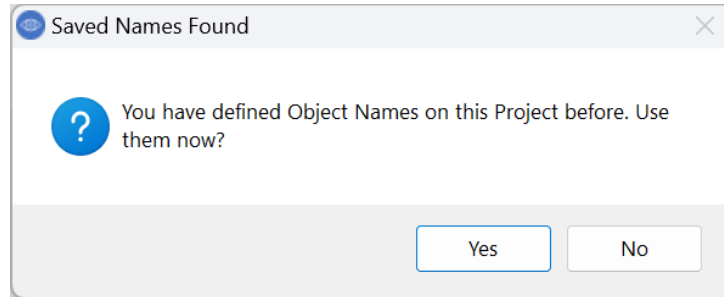 Saved Names Found
You have defined Object Names on this Project before. Use
them now?
Yes
No